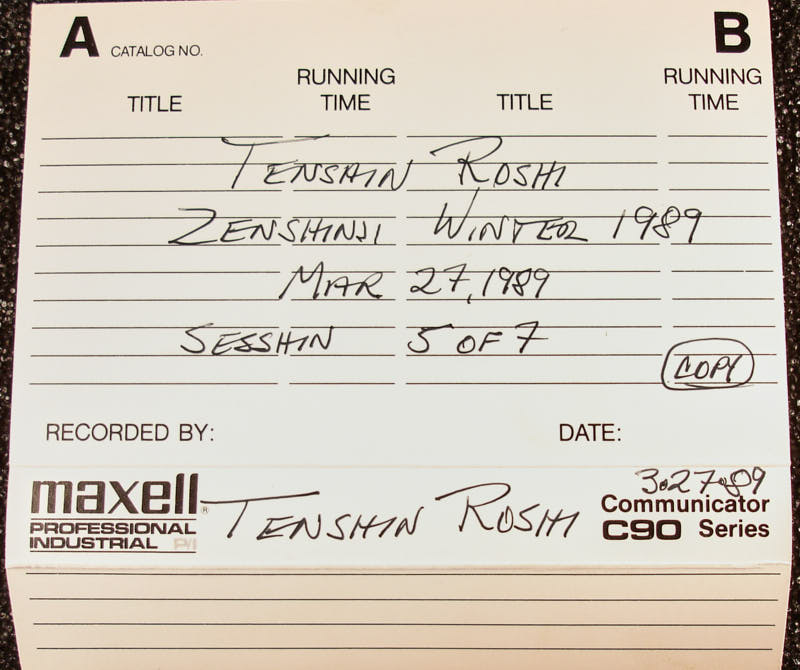 A CATALOG NO. B
RUNNING RUNNING
TITLE TIME TITLE TIME
TENSHIN ROSHI
ZENSHINJI WINTER 1989
MAR 27, 1989
SESSHIN 5 OF 7
COPY
RECORDED BY: DATE:
maxell® TENSHIN ROSHI 3.27.89
PROFESSIONAL Communicator
INDUSTRIAL P/I C90 Series